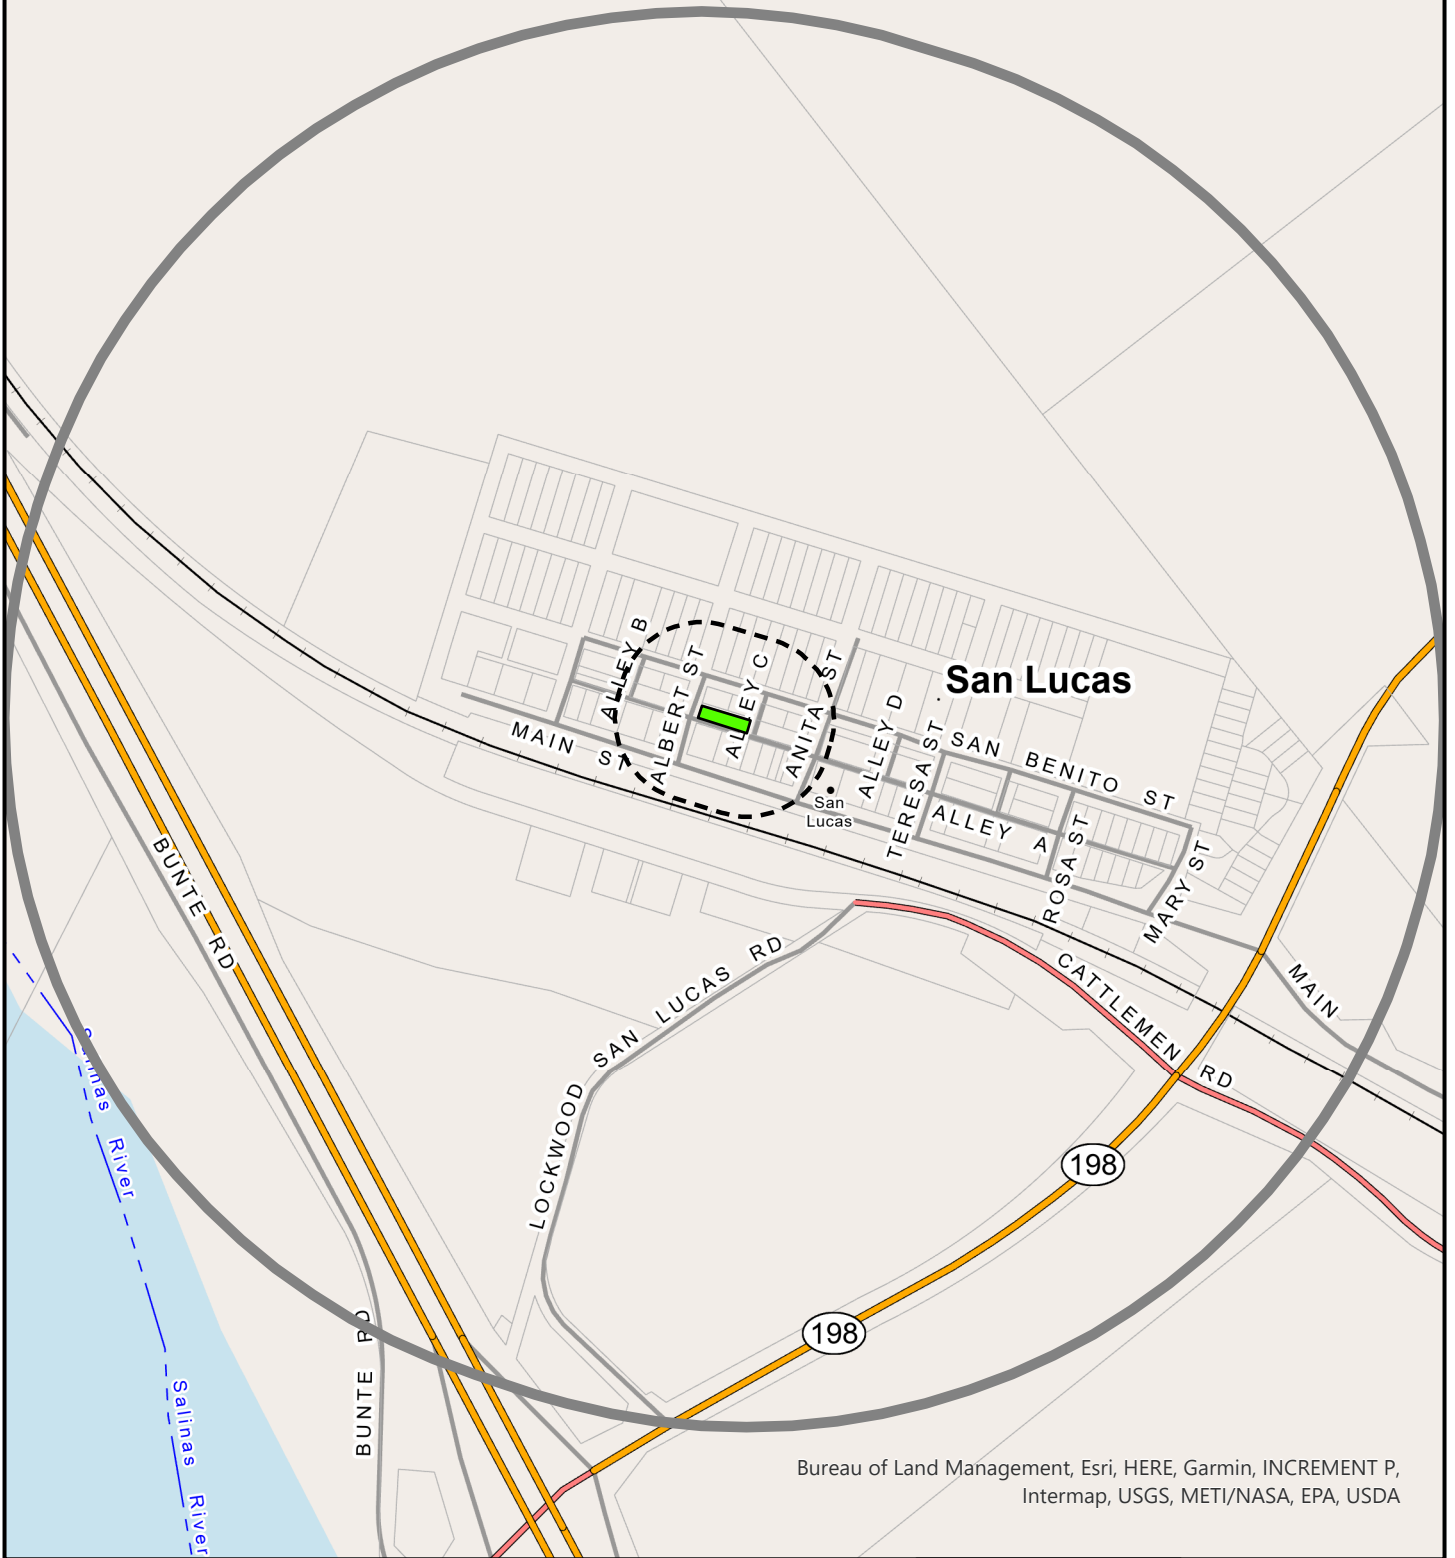 ALLEY B
ALBERT ST
ALLEY C
ANITA ST
San Lucas
ALLEY D
TERESA ST
SAN BENITO ST
MAIN ST
San
Lucas
ALLEY A
ROSA ST
MARY ST
BUNTE RD
LOCKWOOD SAN LUCAS RD
CATTLEMEN RD
MAIN
Salinas River
198
198
BUNTE RD
Salinas River
Bureau of Land Management, Esri, HERE, Garmin, INCREMENT P,
Intermap, USGS, METI/NASA, EPA, USDA